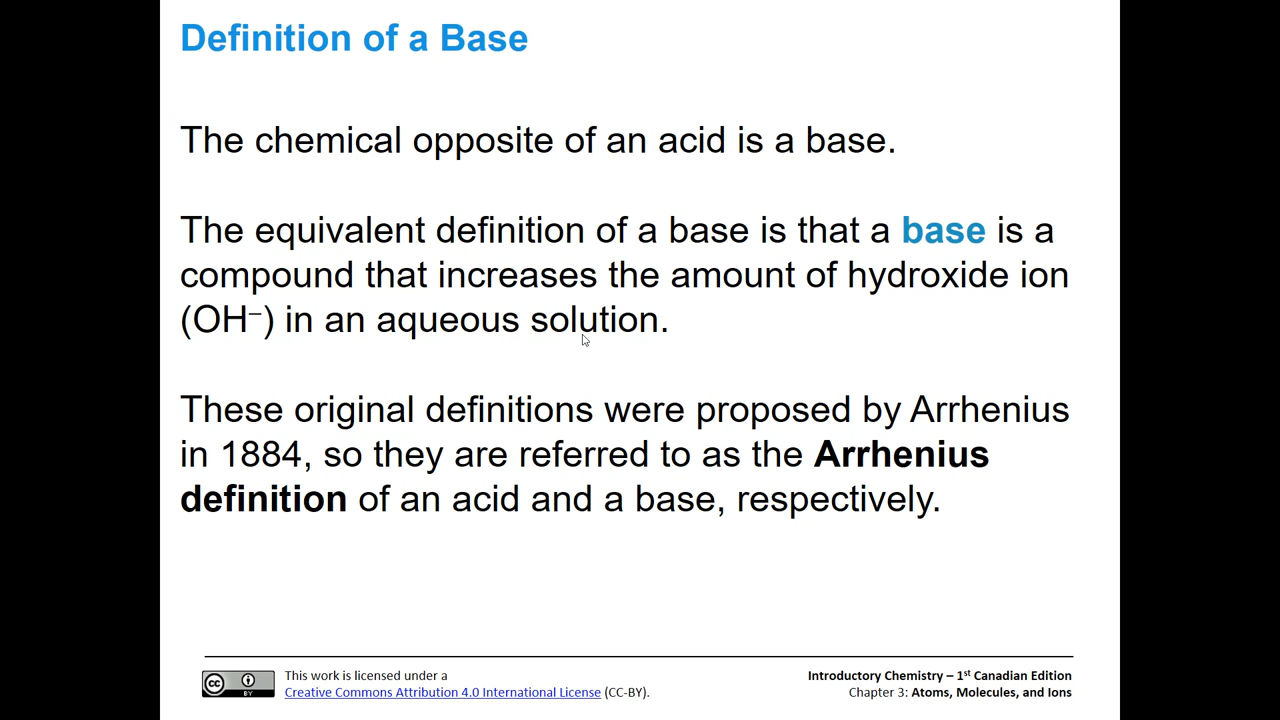 Definition of a Base
The chemical opposite of an acid is a base.
The equivalent definition of a base is that a base is a
compound that increases the amount of hydroxide ion
(OH⁻) in an aqueous solution.
These original definitions were proposed by Arrhenius
in 1884, so they are referred to as the Arrhenius
definition of an acid and a base, respectively.
cc BY
This work is licensed under a
Creative Commons Attribution 4.0 International License (CC-BY).
Introductory Chemistry – 1st Canadian Edition
Chapter 3: Atoms, Molecules, and Ions